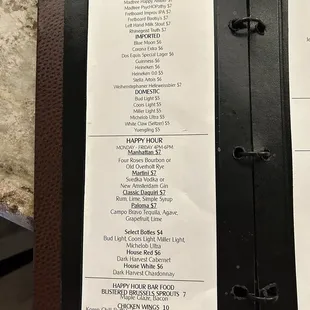 Madtree PsycHOPathy $7
Fretboard Improv IPA $7
Fretboard Benito's $7
Left Hand Milk Stout $7
Rhinegeist Truth $7
IMPORTED
Blue Moon $6
Corona Extra $6
Dos Equis Special Lager $6
Guinness $6
Heineken $6
Heineken 0.0 $5
Stella Artois $6
Weihenstephaner Hefeweissbier $7
DOMESTIC
Bud Light $5
Coors Light $5
Miller Light $5
Michelob Ultra $5
White Claw (Seltzer) $5
Yuengling $5
HAPPY HOUR
MONDAY - FRIDAY 4PM-6PM
Manhattan $7
Four Roses Bourbon or
Old Overholt Rye
Martini $7
Svedka Vodka or
New Amsterdam Gin
Classic Daquiri $7
Rum, Lime, Simple Syrup
Paloma $7
Campo Bravo Tequila, Agave,
Grapefruit, Lime
Select Bottles $4
Bud Light, Coors Light, Miller Light,
Michelob Ultra
House Red $6
Dark Harvest Cabernet
House White $6
Dark Harvest Chardonnay
HAPPY HOUR BAR FOOD
BLISTERED BRUSSELS SPROUTS 7
Maple Glaze, Bacon
CHICKEN WINGS 10